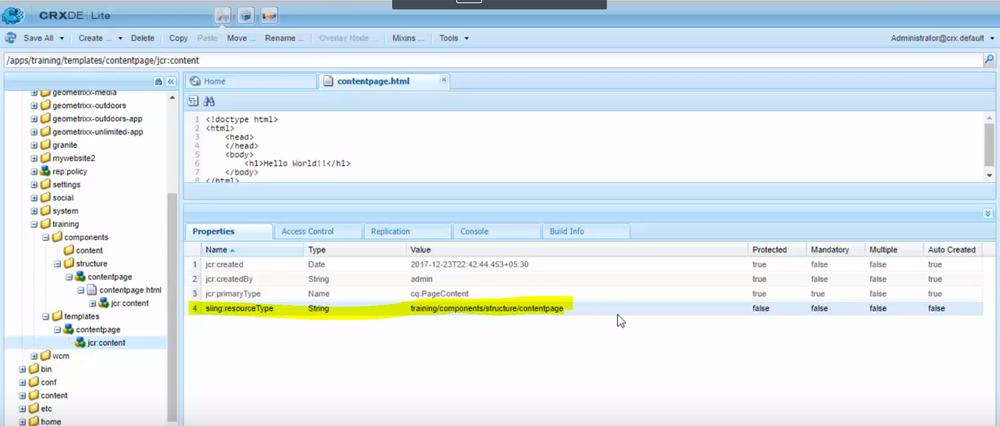 CRXDE | Lite
Save All Create ... Delete Copy Paste Move ... Rename ... Overlay Node ... Mixins ... Tools Administrator@crx.default
/apps/training/templates/contentpage/jcr:content
geometrixx-media
geometrixx-outdoors
geometrixx-outdoors-app
geometrixx-unlimited-app
granite
mywebsite2
rep:policy
settings
social
system
training
components
content
structure
contentpage
contentpage.html
jcr:content
templates
contentpage
jcr:content
wcm
bin
conf
content
etc
home
Home contentpage.html
1 <!doctype html>
2 <html>
3 <head>
4 </head>
5 <body>
6 <h1>Hello World!!</h1>
7 </body>
8 </html>
Properties Access Control Replication Console Build Info
Name Type Value Protected Mandatory Multiple Auto Created
1 jcr:created Date 2017-12-23T22:42:44.453+05:30 true false false true
2 jcr:createdBy String admin true false false true
3 jcr:primaryType Name cq:PageContent true true false true
4 sling:resourceType String training/components/structure/contentpage false false false false